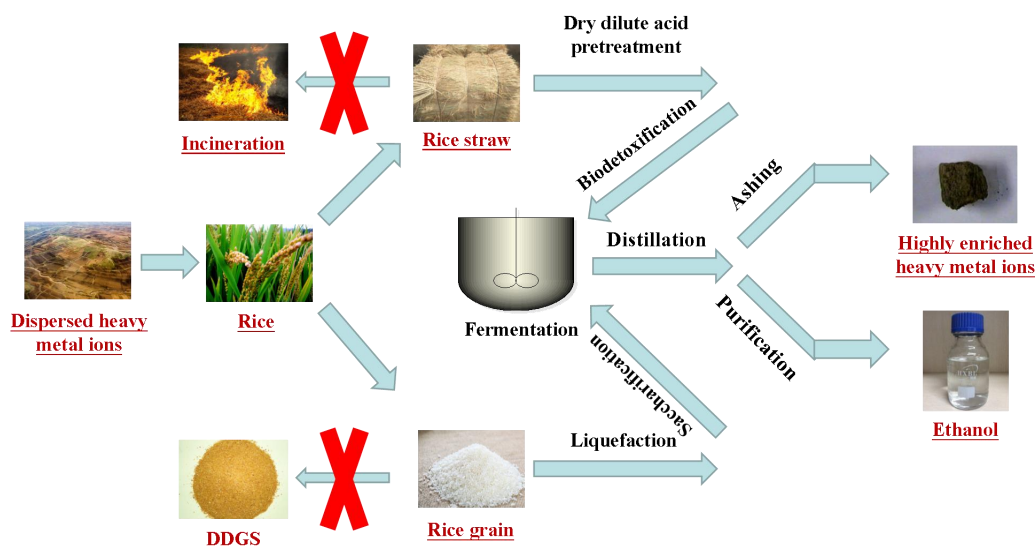 Dry dilute acid
pretreatment
Incineration
Rice straw
Biodetoxification
Ashing
Highly enriched
heavy metal ions
Distillation
Dispersed heavy
metal ions
Rice
Fermentation
Purification
Saccharification
Liquefaction
Ethanol
DDGS
Rice grain